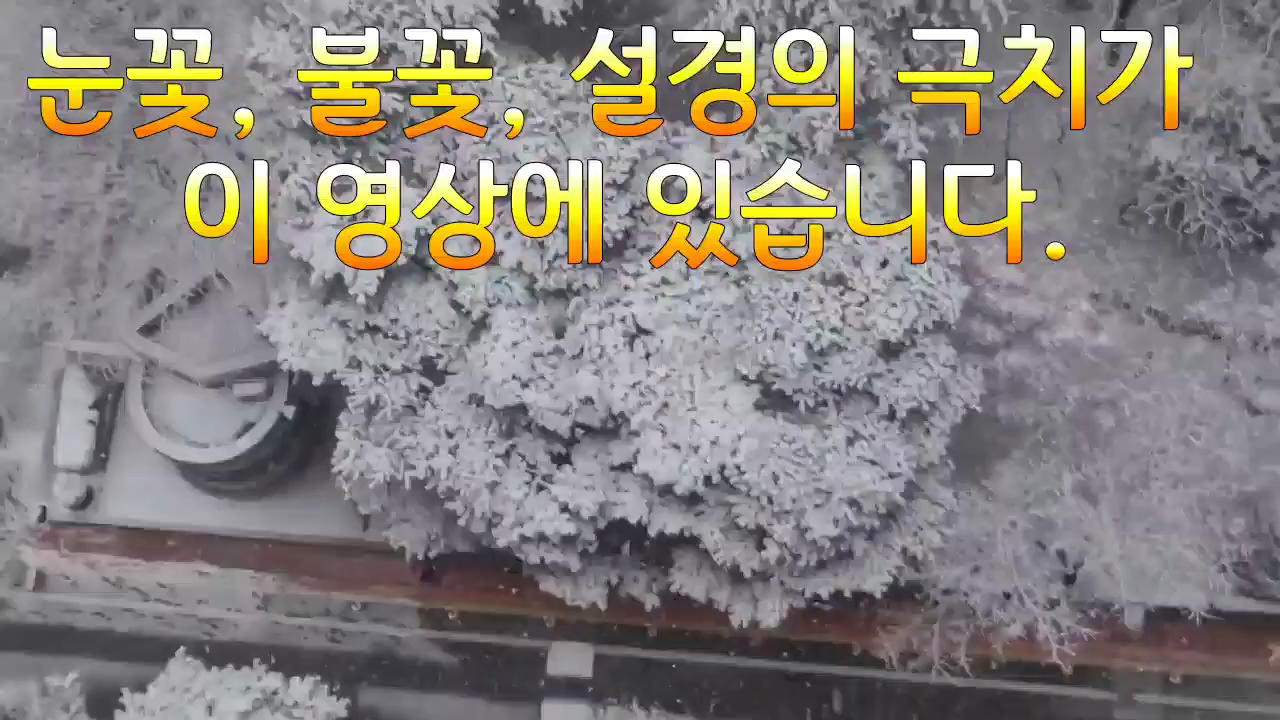 눈꽃, 불꽃, 설경의 극치가
이 영상에 있습니다.